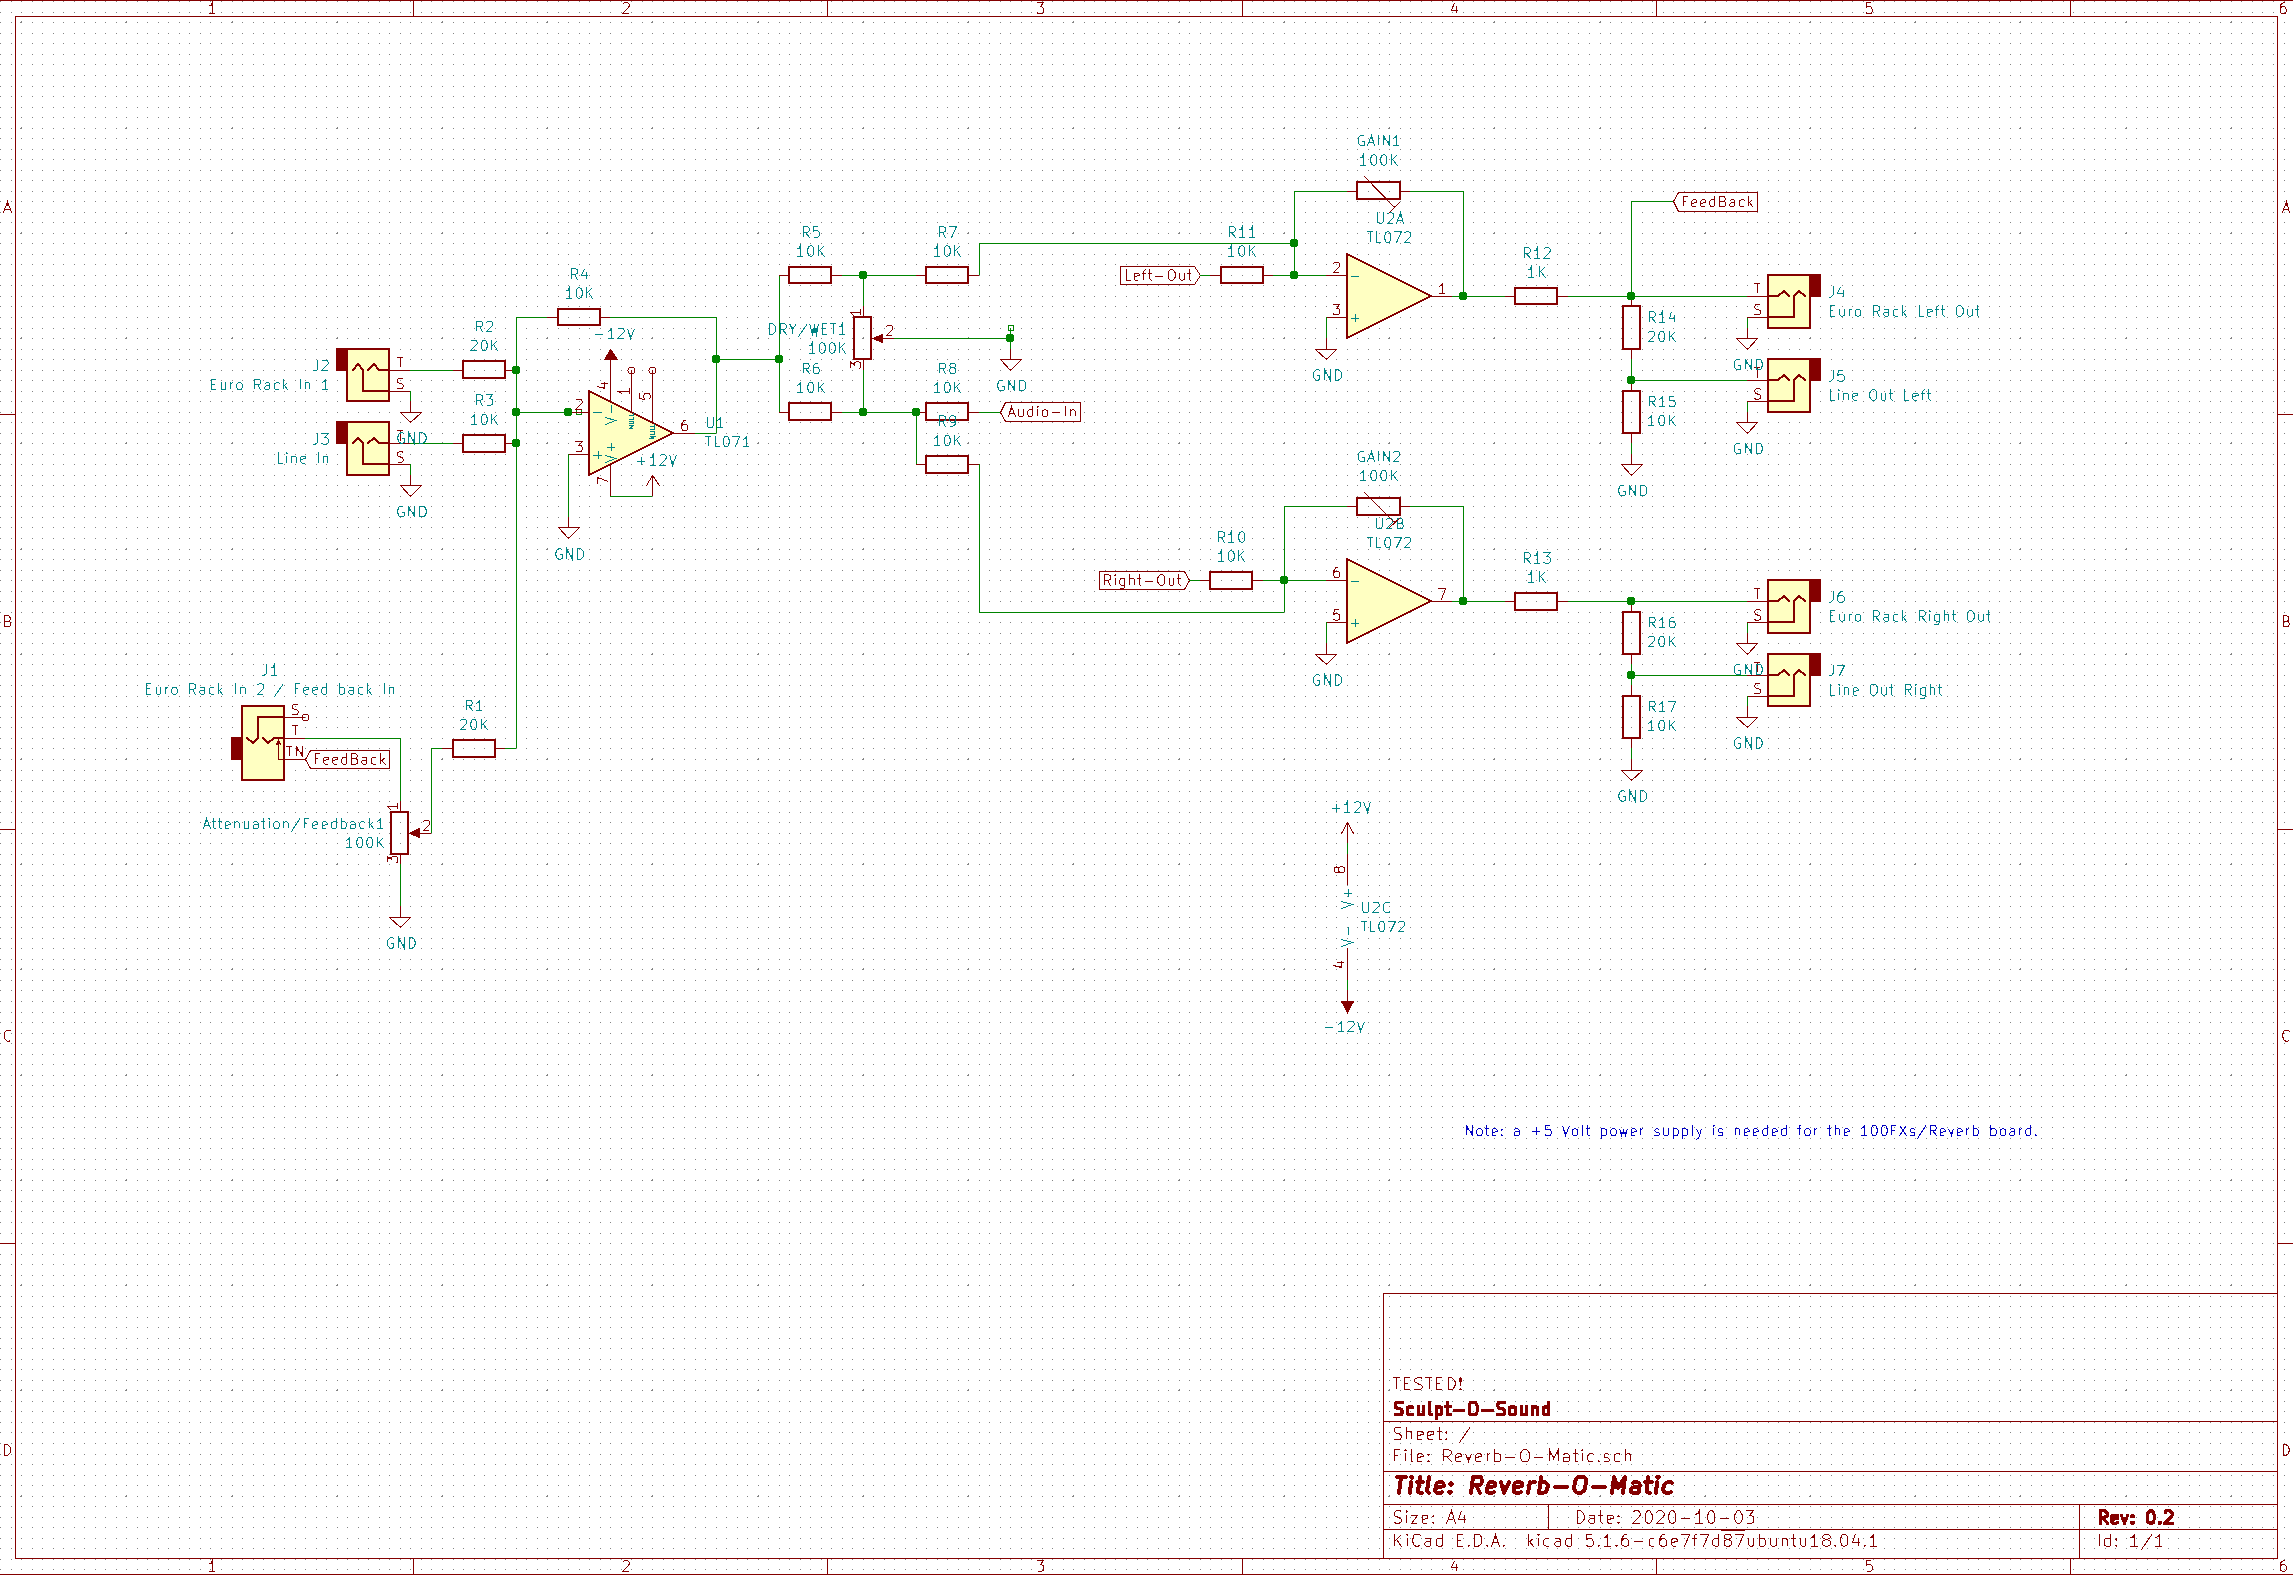 1 2 3 4 5 6
A
B
C
D
A
B
C
D
J2
Euro Rack In 1
T
S
GND
J3
Line In
T
S
GND
R2
20K
R3
10K
R4
10K
-12V
4
1
5
2
3
6
7
V-
V+
NULL
NULL
-
+
+12V
U1
TL071
GND
J1
Euro Rack In 2 / Feed back In
S
T
TN
FeedBack
R1
20K
Attenuation/Feedback1
100K
1
2
3
GND
R5
10K
R7
10K
DRY/WET1
100K
1
2
3
GND
R6
10K
R8
10K
Audio-In
R9
10K
GAIN1
100K
U2A
TL072
R11
10K
Left-Out
2
3
1
-
+
GND
R12
1K
FeedBack
R14
20K
R15
10K
GND
T
S
GND
J4
Euro Rack Left Out
T
S
GND
J5
Line Out Left
GAIN2
100K
U2B
TL072
R10
10K
Right-Out
6
5
7
-
+
GND
R13
1K
R16
20K
R17
10K
GND
T
S
GND
J6
Euro Rack Right Out
T
S
GND
J7
Line Out Right
+12V
8
V+
U2C
TL072
V-
4
-12V
Note: a +5 Volt power supply is needed for the 100FXs/Reverb board.
TESTED!
Sculpt-O-Sound
Sheet: /
File: Reverb-O-Matic.sch
Title: Reverb-O-Matic
Size: A4 Date: 2020-10-03 Rev: 0.2
KiCad E.D.A. kicad 5.1.6-c6e7f7d87ubuntu18.04.1 Id: 1/1
1 2 3 4 5 6